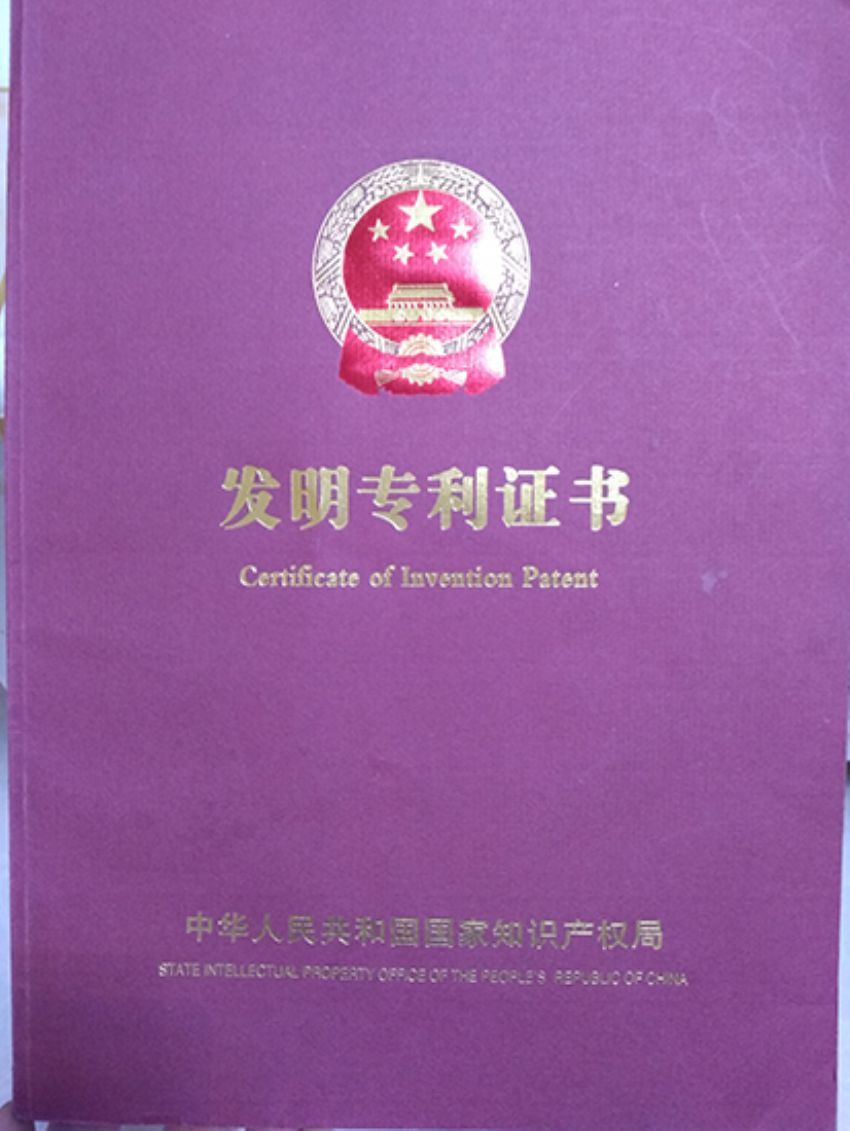 发明专利证书
Certificate of Invention Patent
中华人民共和国国家知识产权局
STATE INTELLECTUAL PROPERTY OFFICE OF THE PEOPLE'S REPUBLIC OF CHINA